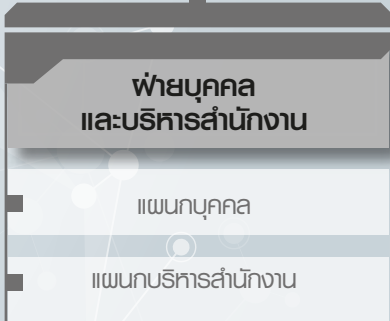 ฝ่ายบุคคล
และบริหารสำนักงาน
แผนกบุคคล
แผนกบริหารสำนักงาน